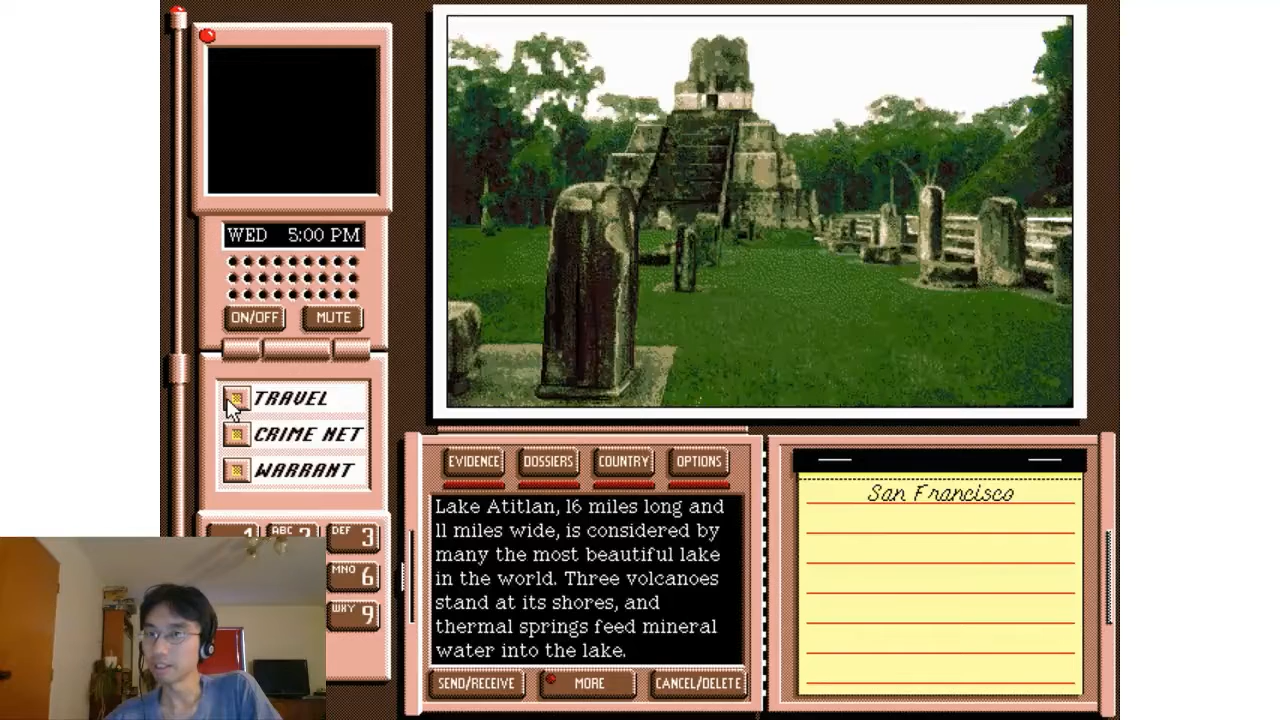 WED 5:00 PM
ON/OFF MUTE
TRAVEL
CRIME NET
WARRANT
1 ABC 2 DEF 3
MNO 6
WXY 9
EVIDENCE DOSSIERS COUNTRY OPTIONS
Lake Atitlan, 16 miles long and
11 miles wide, is considered by
many the most beautiful lake
in the world. Three volcanoes
stand at its shores, and
thermal springs feed mineral
water into the lake.
SEND/RECEIVE MORE CANCEL/DELETE
San Francisco